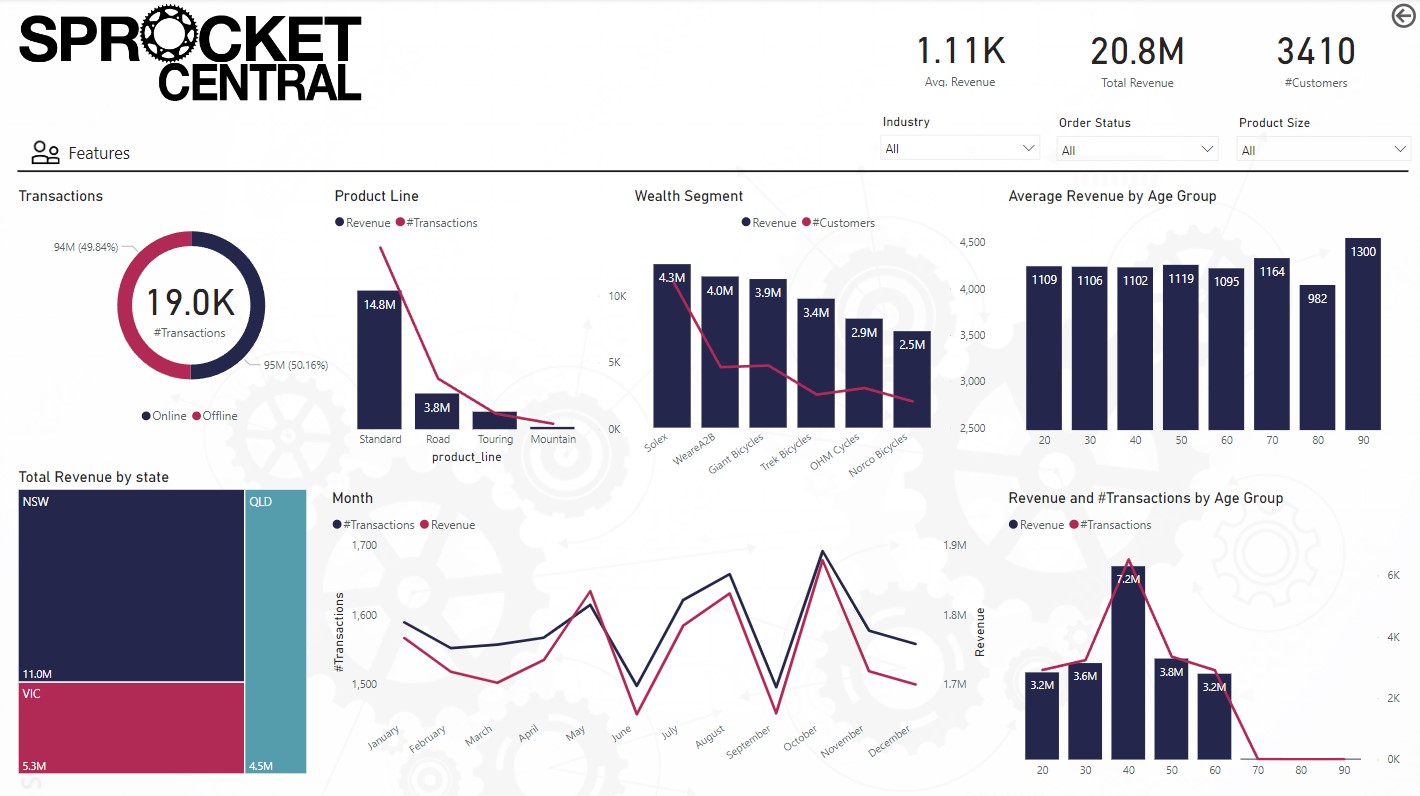 SPROCKET
CENTRAL
1.11K
Avg. Revenue
20.8M
Total Revenue
3410
#Customers
Industry
All
Order Status
All
Product Size
All
Features
Transactions
94M (49.84%)
19.0K
#Transactions
95M (50.16%)
Online Offline
Product Line
Revenue #Transactions
14.8M
3.8M
10K
5K
0K
Standard Road Touring Mountain
product_line
Wealth Segment
Revenue #Customers
4.3M
4.0M
3.9M
3.4M
2.9M
2.5M
4,500
4,000
3,500
3,000
2,500
Solex
WeareA2B
Giant Bicycles
Trek Bicycles
OHM Cycles
Norco Bicycles
Average Revenue by Age Group
1109 1106 1102 1119 1095 1164 982 1300
20 30 40 50 60 70 80 90
Total Revenue by state
NSW
11.0M
VIC
5.3M
QLD
4.5M
Month
#Transactions Revenue
#Transactions
1,700
1,600
1,500
1.9M
1.8M
1.7M
Revenue
January
February
March
April
May
June
July
August
September
October
November
December
Revenue and #Transactions by Age Group
Revenue #Transactions
3.2M
3.6M
7.2M
3.8M
3.2M
6K
4K
2K
0K
20 30 40 50 60 70 80 90